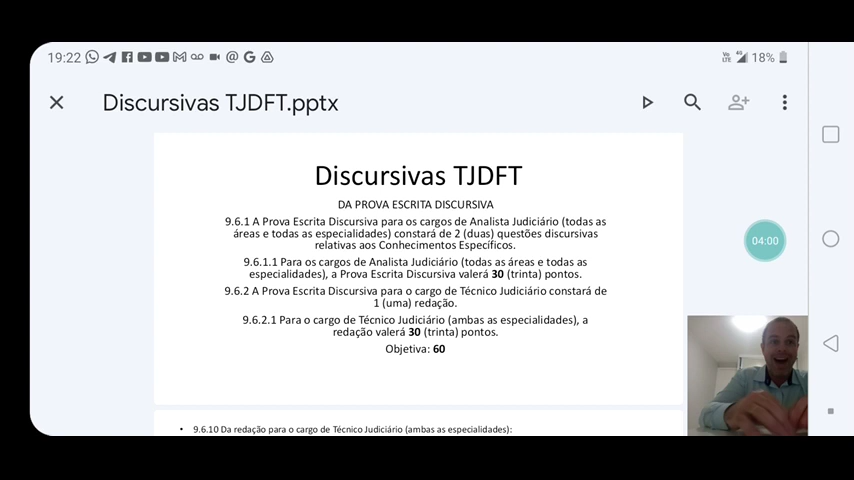 19:22
18%
Discursivas TJDFT.pptx
Discursivas TJDFT
DA PROVA ESCRITA DISCURSIVA
9.6.1 A Prova Escrita Discursiva para os cargos de Analista Judiciário (todas as
áreas e todas as especialidades) constará de 2 (duas) questões discursivas
relativas aos Conhecimentos Específicos.
9.6.1.1 Para os cargos de Analista Judiciário (todas as áreas e todas as
especialidades), a Prova Escrita Discursiva valerá 30 (trinta) pontos.
9.6.2 A Prova Escrita Discursiva para o cargo de Técnico Judiciário constará de
1 (uma) redação.
9.6.2.1 Para o cargo de Técnico Judiciário (ambas as especialidades), a
redação valerá 30 (trinta) pontos.
Objetiva: 60
04:00
• 9.6.10 Da redação para o cargo de Técnico Judiciário (ambas as especialidades):